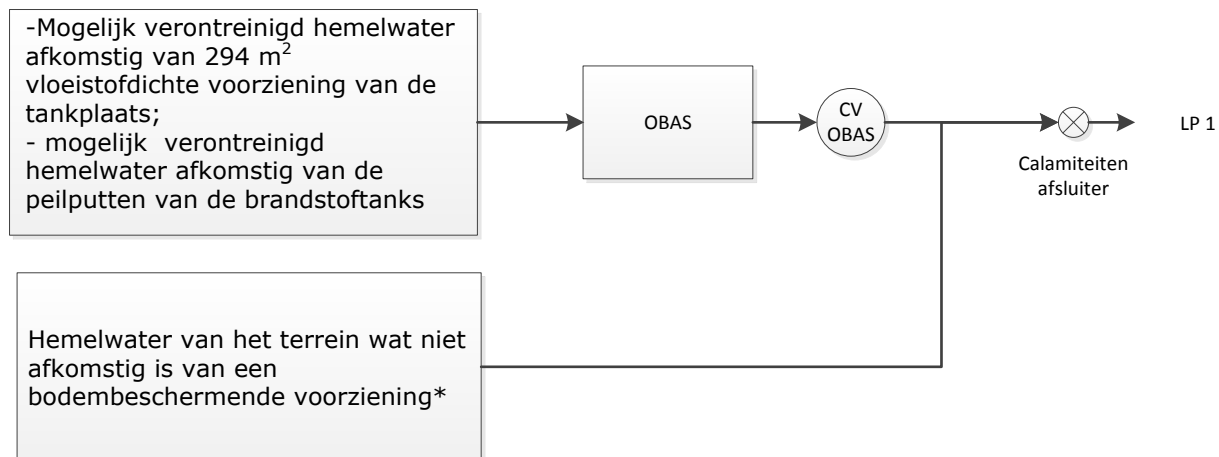 -Mogelijk verontreinigd hemelwater
afkomstig van 294 m²
vloeistofdichte voorziening van de
tankplaats;
- mogelijk  verontreinigd
hemelwater afkomstig van de
peilputten van de brandstoftanks
OBAS
CV
OBAS
LP 1
Calamiteiten
afsluiter
Hemelwater van het terrein wat niet
afkomstig is van een
bodembeschermende voorziening*